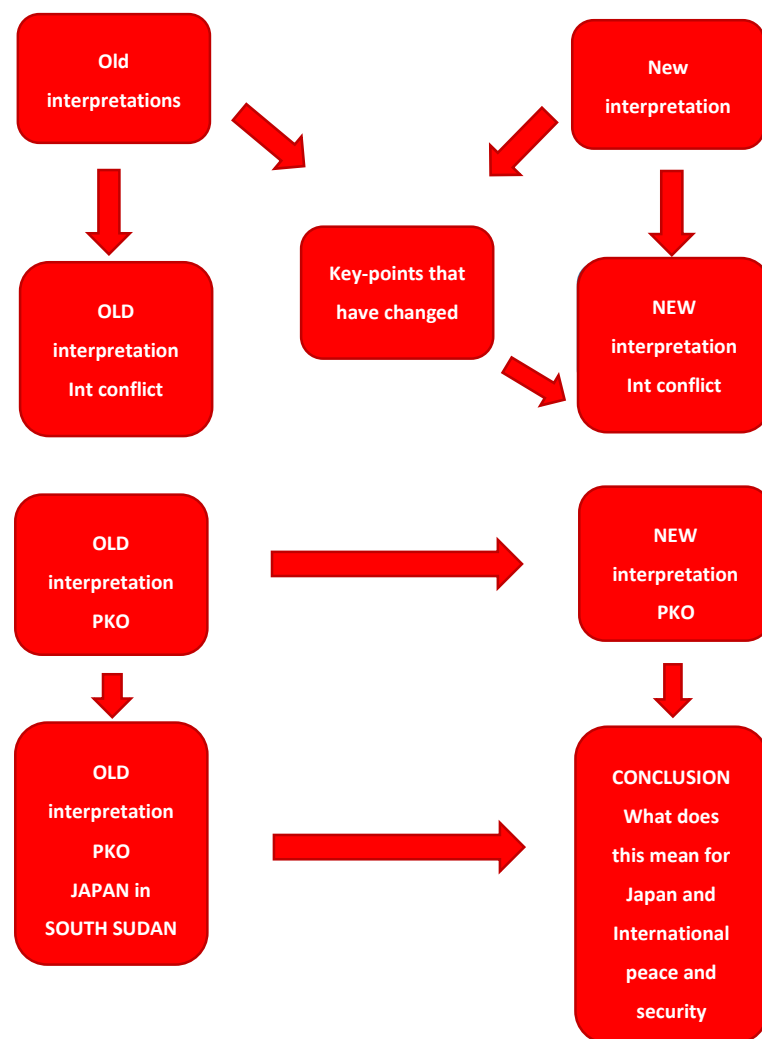 Old
interpretations
New
interpretation
Key-points that
have changed
OLD
interpretation
Int conflict
NEW
interpretation
Int conflict
OLD
interpretation
PKO
NEW
interpretation
PKO
OLD
interpretation
PKO
JAPAN in
SOUTH SUDAN
CONCLUSION
What does
this mean for
Japan and
International
peace and
security